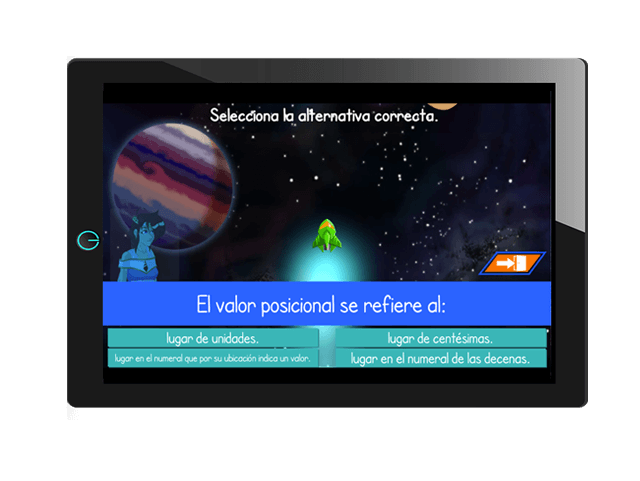 Selecciona la alternativa correcta.
El valor posicional se refiere al:
lugar de unidades.
lugar de centésimas.
lugar en el numeral que por su ubicación indica un valor.
lugar en el numeral de las decenas.